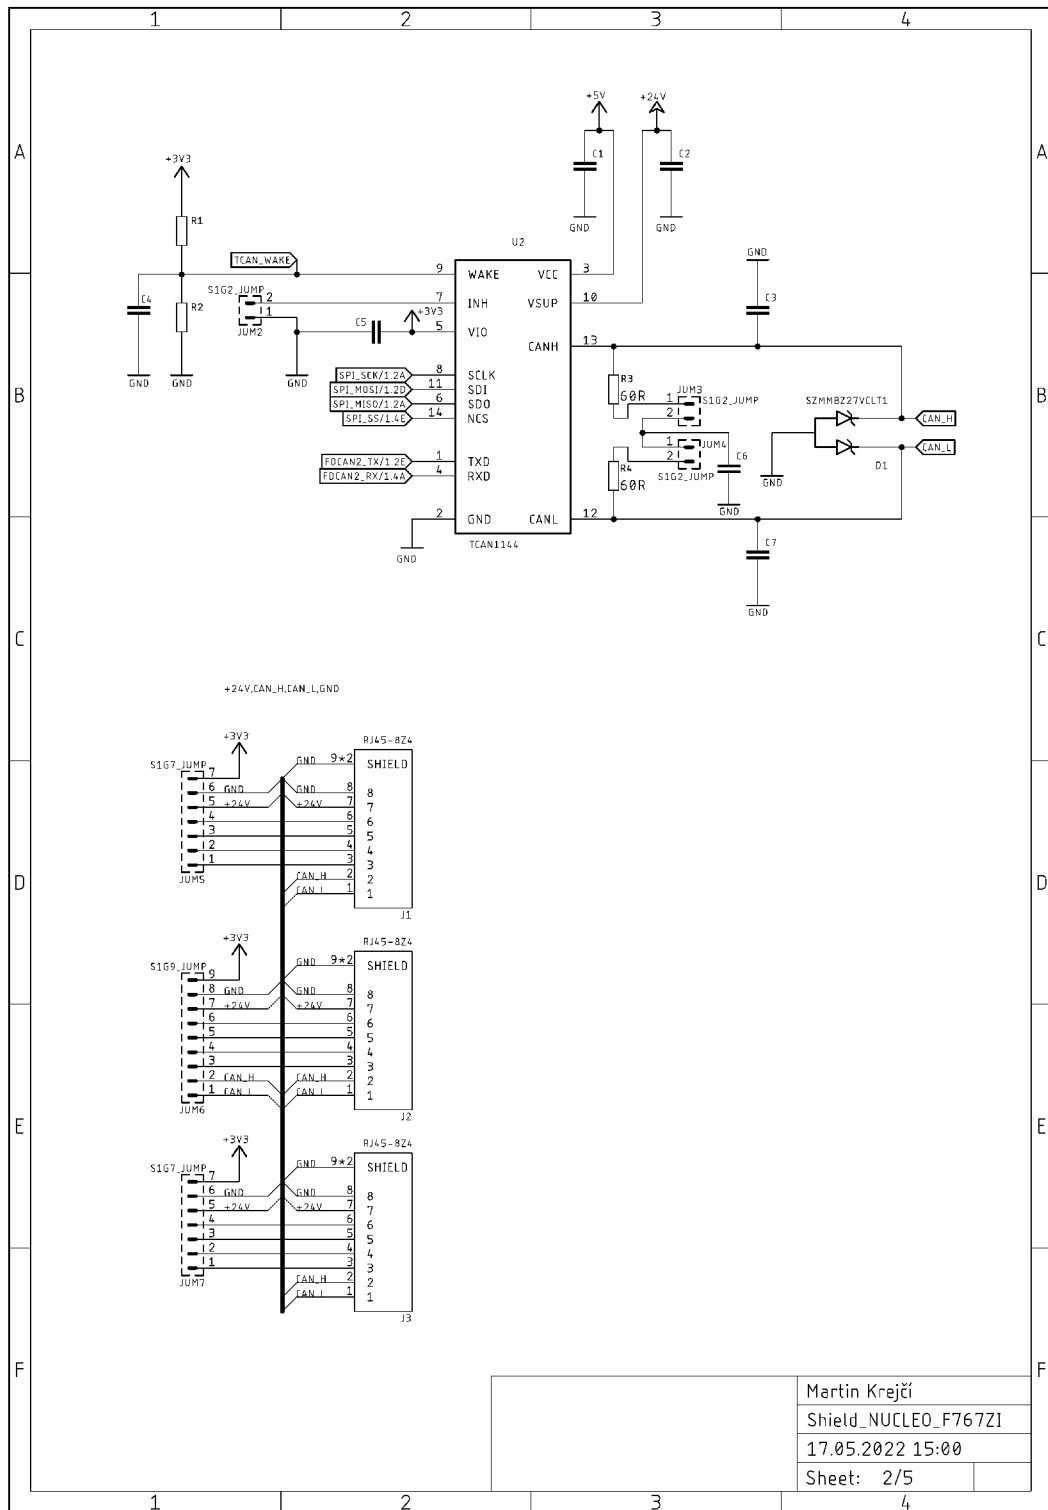 1 2 3 4
A A
+5V +24V
+3V3
C1 C2
R1
GND GND
U2
GND
TCAN_WAKE
9 WAKE VCC 3
S1G2_JUMP
2
7 INH VSUP 10
C4
R2
C3
1
+3V3
JUM2
C5
5 VIO
CANH 13
GND GND GND
SPI_SCK/1.2A 8 SCLK
SPI_MOSI/1.2D 11 SDI
SPI_MISO/1.2A 6 SDO
SPI_SS/1.4E 14 NCS
R3
60R
JUM3
1 S1G2_JUMP
2
SZMMBZ27VCLT1
CAN_H
B B
1 JUM4
2
CAN_L
FDCAN2_TX/1.2E 1 TXD
FDCAN2_RX/1.4A 4 RXD
R4
60R
S1G2_JUMP
C6
D1
GND
GND
2 GND CANL 12
GND
TCAN1144
C7
GND
C C
+24V,CAN_H,CAN_L,GND
+3V3
RJ45-8Z4
S1G7_JUMP
7
GND 9*2 SHIELD
6 GND GND 8 8
5 +24V +24V 7 7
4 6 6
3 5 5
2 4 4
1 3 3
JUM5
CAN_H 2 2
CAN_L 1 1
J1
D D
+3V3
RJ45-8Z4
S1G9_JUMP
9
GND 9*2 SHIELD
8 GND GND 8 8
7 +24V +24V 7 7
6 6 6
5 5 5
4 4 4
3 3 3
2 CAN_H CAN_H 2 2
1 CAN_L CAN_L 1 1
JUM6
J2
E E
+3V3
RJ45-8Z4
S1G7_JUMP
7
GND 9*2 SHIELD
6 GND GND 8 8
5 +24V +24V 7 7
4 6 6
3 5 5
2 4 4
1 3 3
JUM7
CAN_H 2 2
CAN_L 1 1
J3
F F
Martin Krejčí
Shield_NUCLEO_F767ZI
17.05.2022 15:00
Sheet: 2/5
1 2 3 4